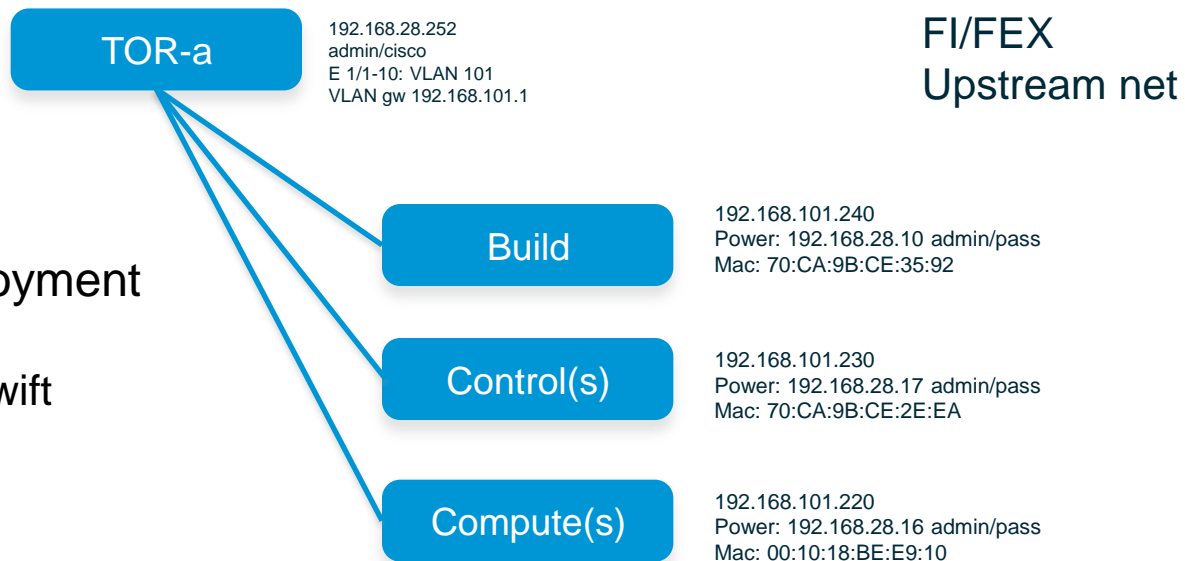 TOR-a
192.168.28.252
admin/cisco
E 1/1-10: VLAN 101
VLAN gw 192.168.101.1
FI/FEX
Upstream net
Build
192.168.101.240
Power: 192.168.28.10 admin/pass
Mac: 70:CA:9B:CE:35:92
oyment
wift
Control(s)
192.168.101.230
Power: 192.168.28.17 admin/pass
Mac: 70:CA:9B:CE:2E:EA
Compute(s)
192.168.101.220
Power: 192.168.28.16 admin/pass
Mac: 00:10:18:BE:E9:10